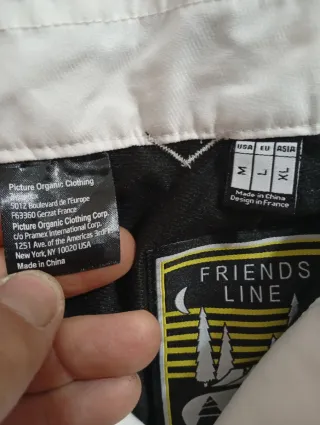 Picture Organic Clothing
5012 Boulevard de l'Europe
F63360 Gerzat France
Picture Organic Clothing Corp.
c/o Pramex International Corp.
1251 Ave. of the Americas 3rd
New York, NY 10020 USA
Made in China
USA EU ASIA
M L XL
Made in China
Design in France
FRIENDS
LINE